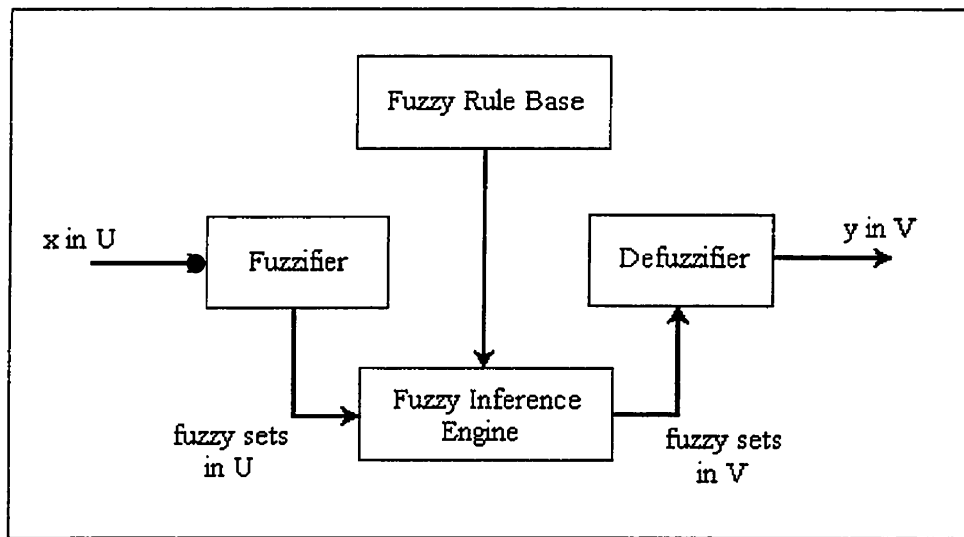 Fuzzy Rule Base
x in U
Fuzzifier
Defuzzifier
y in V
Fuzzy Inference
Engine
fuzzy sets
in U
fuzzy sets
in V